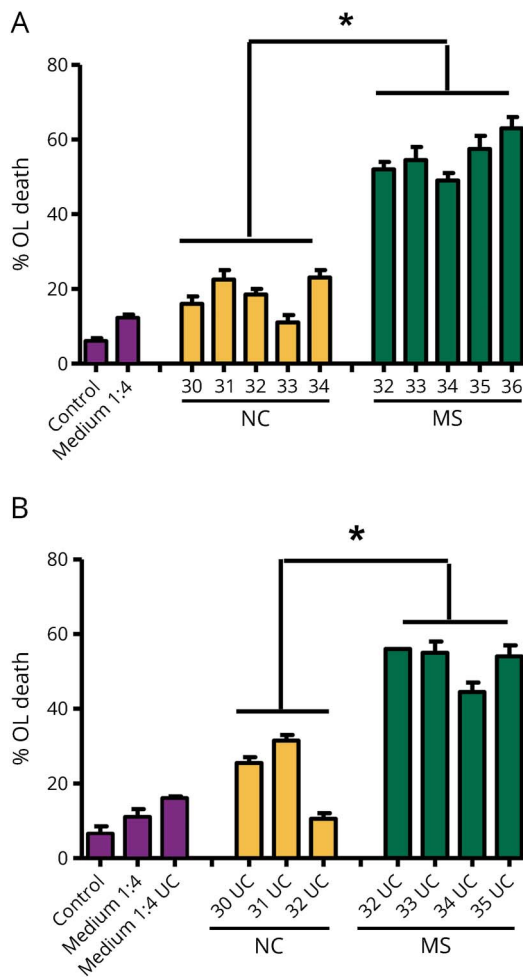 A
*
80
60
40
20
0
% OL death
Control
Medium 1:4
30 31 32 33 34
32 33 34 35 36
NC MS
B
*
80
60
40
20
0
% OL death
Control
Medium 1:4
Medium 1:4 UC
30 UC
31 UC
32 UC
32 UC
33 UC
34 UC
35 UC
NC MS